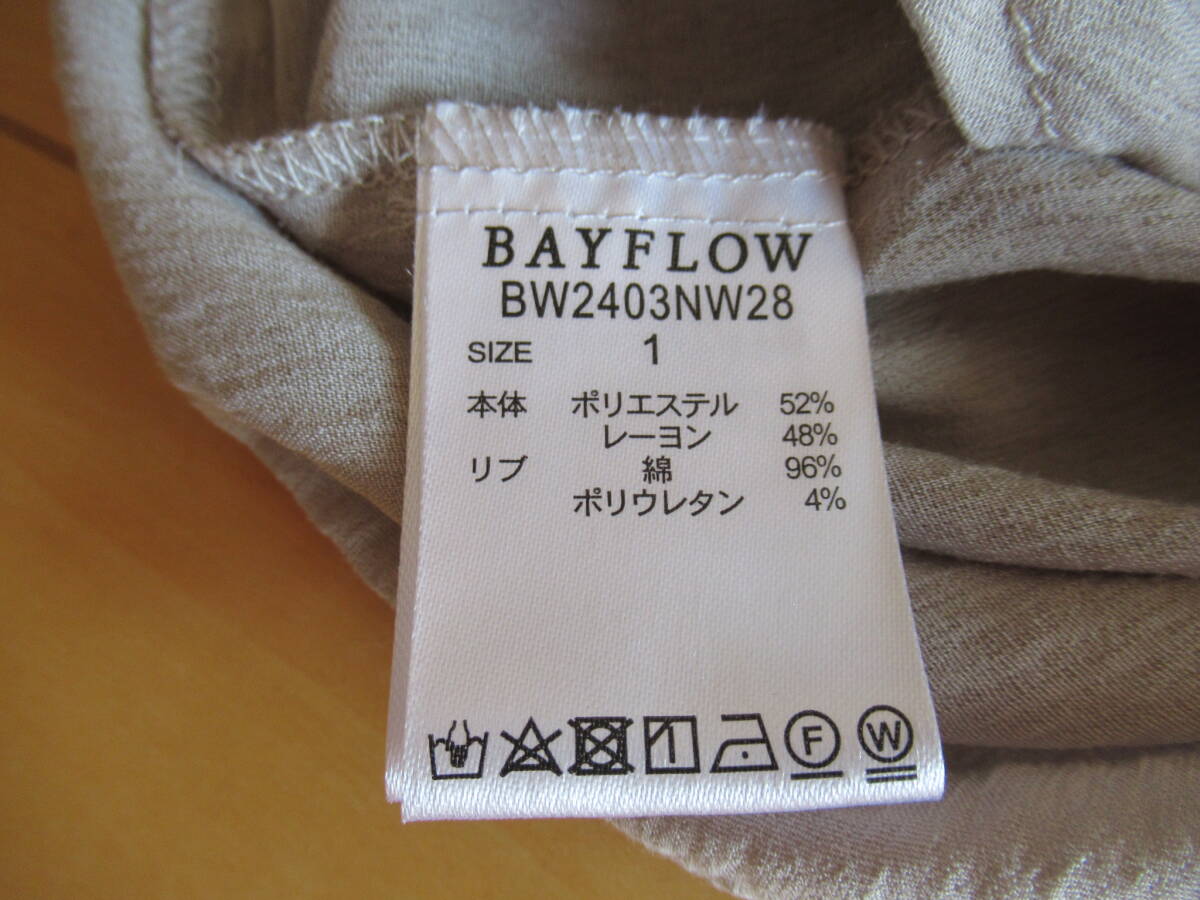 BAYFLOW
BW2403NW28
SIZE 1
本体 ポリエステル 52%
レーヨン 48%
リブ 綿 96%
ポリウレタン 4%
F W